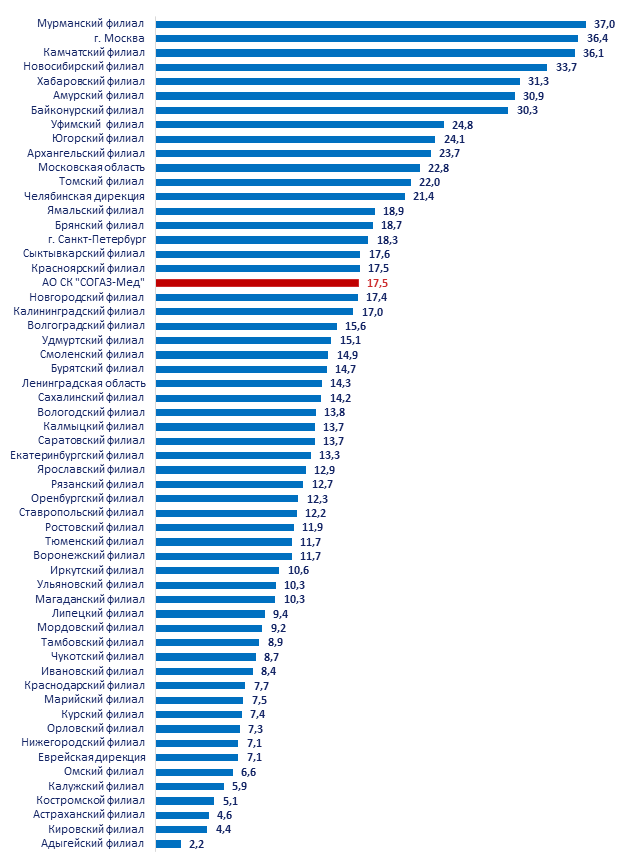 Мурманский филиал 37,0
г. Москва 36,4
Камчатский филиал 36,1
Новосибирский филиал 33,7
Хабаровский филиал 31,3
Амурский филиал 30,9
Байконурский филиал 30,3
Уфимский филиал 24,8
Югорский филиал 24,1
Архангельский филиал 23,7
Московская область 22,8
Томский филиал 22,0
Челябинская дирекция 21,4
Ямальский филиал 18,9
Брянский филиал 18,7
г. Санкт-Петербург 18,3
Сыктывкарский филиал 17,6
Красноярский филиал 17,5
АО СК "СОГАЗ-Мед" 17,5
Новгородский филиал 17,4
Калининградский филиал 17,0
Волгоградский филиал 15,6
Удмуртский филиал 15,1
Смоленский филиал 14,9
Бурятский филиал 14,7
Ленинградская область 14,3
Сахалинский филиал 14,2
Вологодский филиал 13,8
Калмыцкий филиал 13,7
Саратовский филиал 13,7
Екатеринбургский филиал 13,3
Ярославский филиал 12,9
Рязанский филиал 12,7
Оренбургский филиал 12,3
Ставропольский филиал 12,2
Ростовский филиал 11,9
Тюменский филиал 11,7
Воронежский филиал 11,7
Иркутский филиал 10,6
Ульяновский филиал 10,3
Магаданский филиал 10,3
Липецкий филиал 9,4
Мордовский филиал 9,2
Тамбовский филиал 8,9
Чукотский филиал 8,7
Ивановский филиал 8,4
Краснодарский филиал 7,7
Марийский филиал 7,5
Курский филиал 7,4
Орловский филиал 7,3
Нижегородский филиал 7,1
Еврейская дирекция 7,1
Омский филиал 6,6
Калужский филиал 5,9
Костромской филиал 5,1
Астраханский филиал 4,6
Кировский филиал 4,4
Адыгейский филиал 2,2